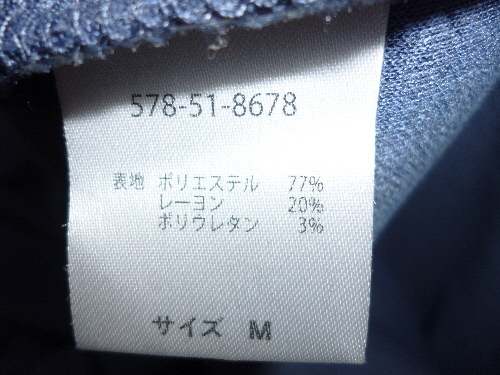 578-51-8678
表地 ポリエステル 77%
レーヨン 20%
ポリウレタン 3%
サイズ M